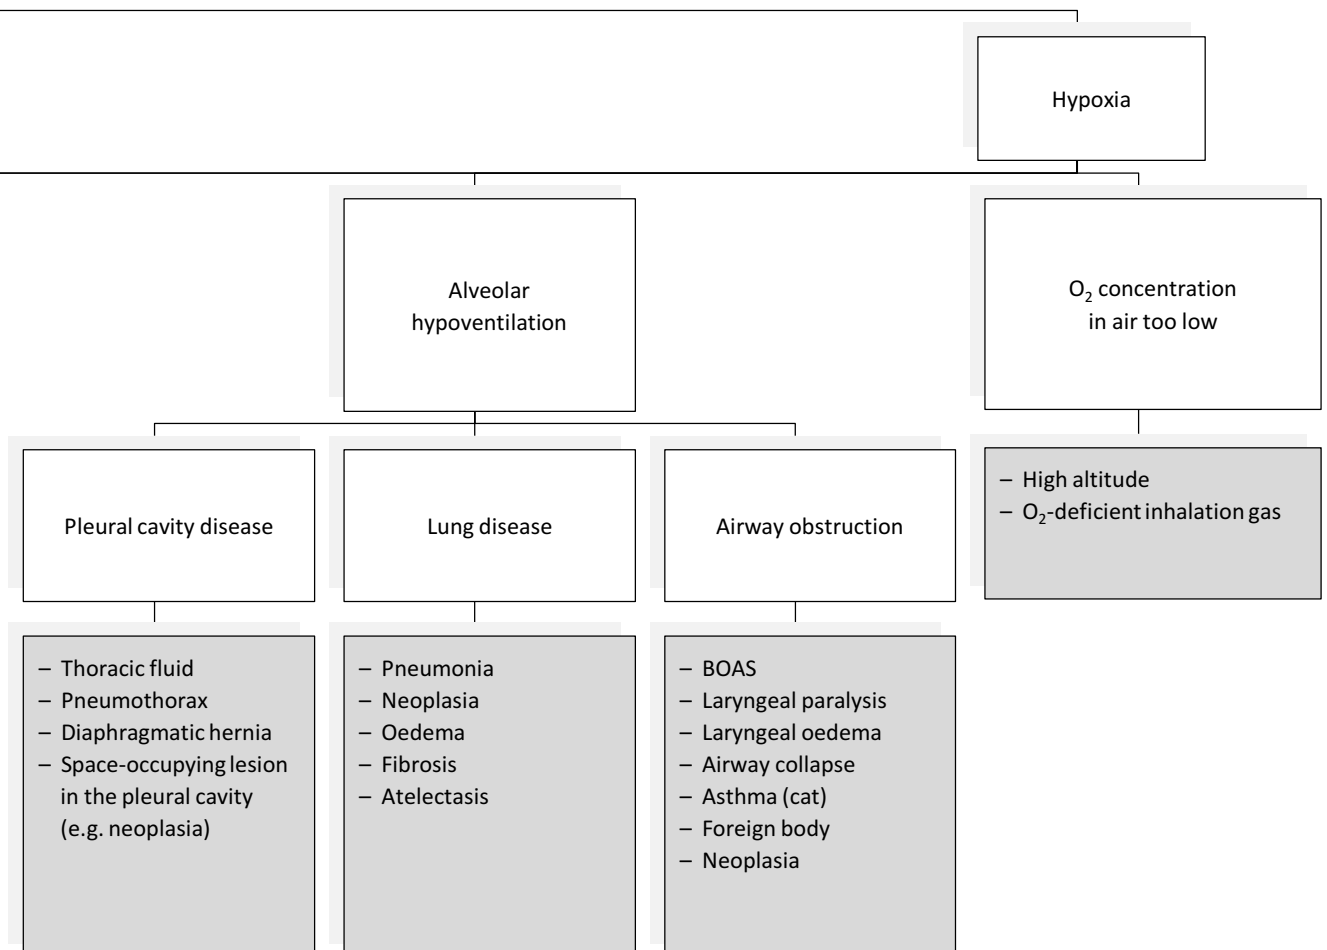 Hypoxia
Alveolar
hypoventilation
O₂ concentration
in air too low
Pleural cavity disease
Lung disease
Airway obstruction
– High altitude
– O₂-deficient inhalation gas
– Thoracic fluid
– Pneumothorax
– Diaphragmatic hernia
– Space-occupying lesion
in the pleural cavity
(e.g. neoplasia)
– Pneumonia
– Neoplasia
– Oedema
– Fibrosis
– Atelectasis
– BOAS
– Laryngeal paralysis
– Laryngeal oedema
– Airway collapse
– Asthma (cat)
– Foreign body
– Neoplasia